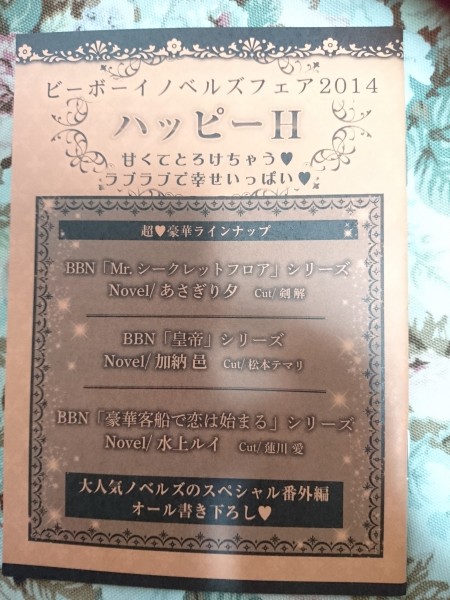 ビーボーイノベルズフェア2014
ハッピーH
甘くてとろけちゃう♥
ラブラブで幸せいっぱい♥
超♥豪華ラインナップ
BBN「Mr.シークレットフロア」シリーズ
Novel/あさぎり夕 Cut/剣解
BBN「皇帝」シリーズ
Novel/加納邑 Cut/松本テマリ
BBN「豪華客船で恋は始まる」シリーズ
Novel/水上ルイ Cut/蓮川愛
大人気ノベルズのスペシャル番外編
オール書き下ろし♥